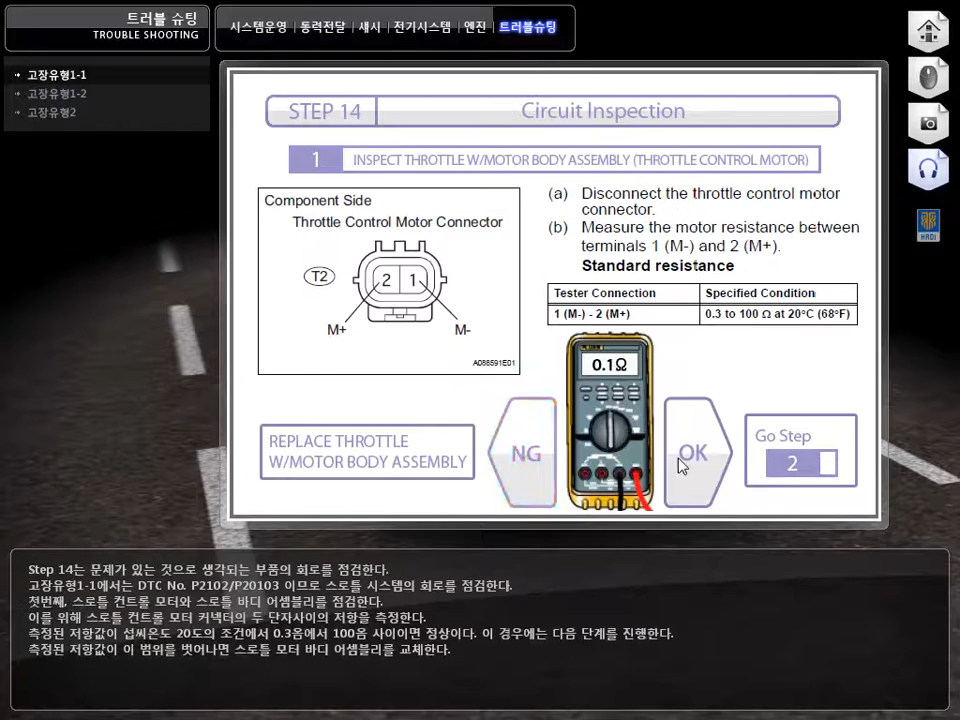 트러블 슈팅
TROUBLE SHOOTING
시스템운영 | 동력전달 | 섀시 | 전기시스템 | 엔진 | 트러블슈팅
고장유형1-1
고장유형1-2
고장유형2
STEP 14
Circuit Inspection
1 INSPECT THROTTLE W/MOTOR BODY ASSEMBLY (THROTTLE CONTROL MOTOR)
Component Side
Throttle Control Motor Connector
T2
2 1
M+
M-
A086591E01
(a) Disconnect the throttle control motor
connector.
(b) Measure the motor resistance between
terminals 1 (M-) and 2 (M+).
Standard resistance
Tester Connection Specified Condition
1 (M-) - 2 (M+) 0.3 to 100 Ω at 20°C (68°F)
0.1Ω
REPLACE THROTTLE
W/MOTOR BODY ASSEMBLY
NG
OK
Go Step
2
HADI
Step 14는 문제가 있는 것으로 생각되는 부품의 회로를 점검한다.
고장유형1-1에서는 DTC No. P2102/P20103 이므로 스로틀 시스템의 회로를 점검한다.
첫번째, 스로틀 컨트롤 모터와 스로틀 바디 어셈블리를 점검한다.
이를 위해 스로틀 컨트롤 모터 커넥터의 두 단자사이의 저항을 측정한다.
측정된 저항값이 섭씨온도 20도의 조건에서 0.3옴에서 100옴 사이이면 정상이다. 이 경우에는 다음 단계를 진행한다.
측정된 저항값이 이 범위를 벗어나면 스로틀 모터 바디 어셈블리를 교체한다.